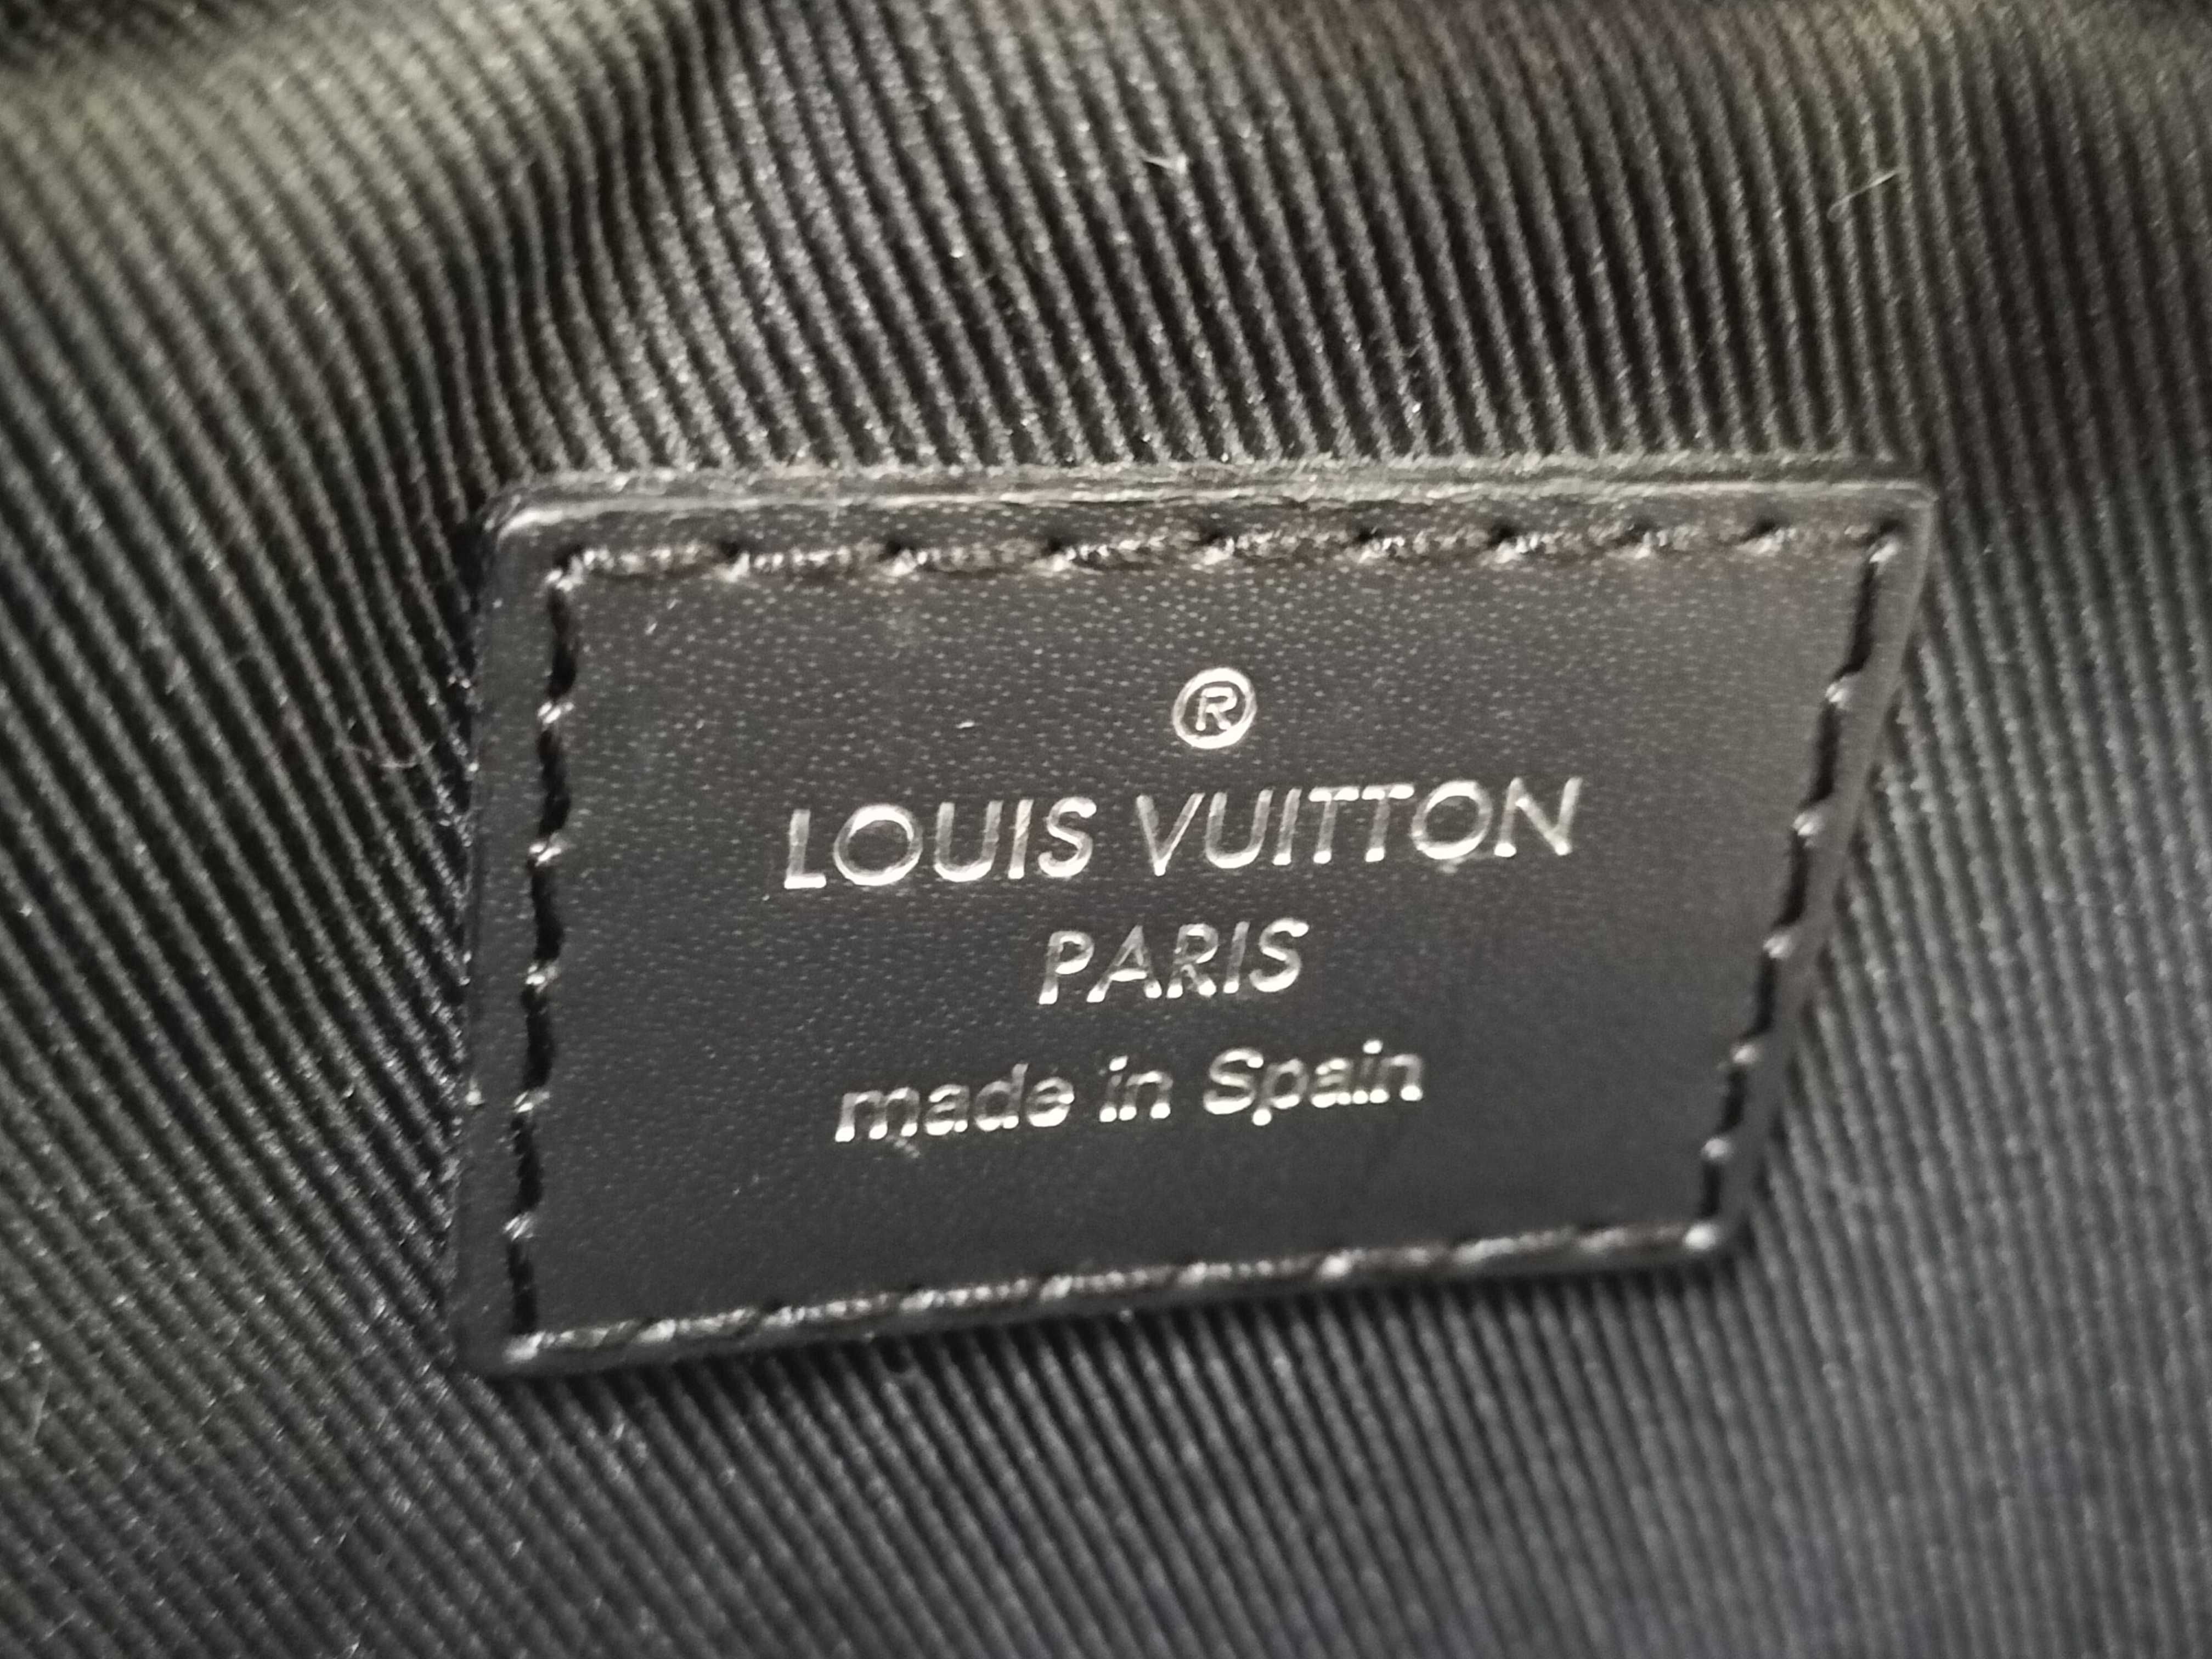 ®
LOUIS VUITTON
PARIS
made in Spain